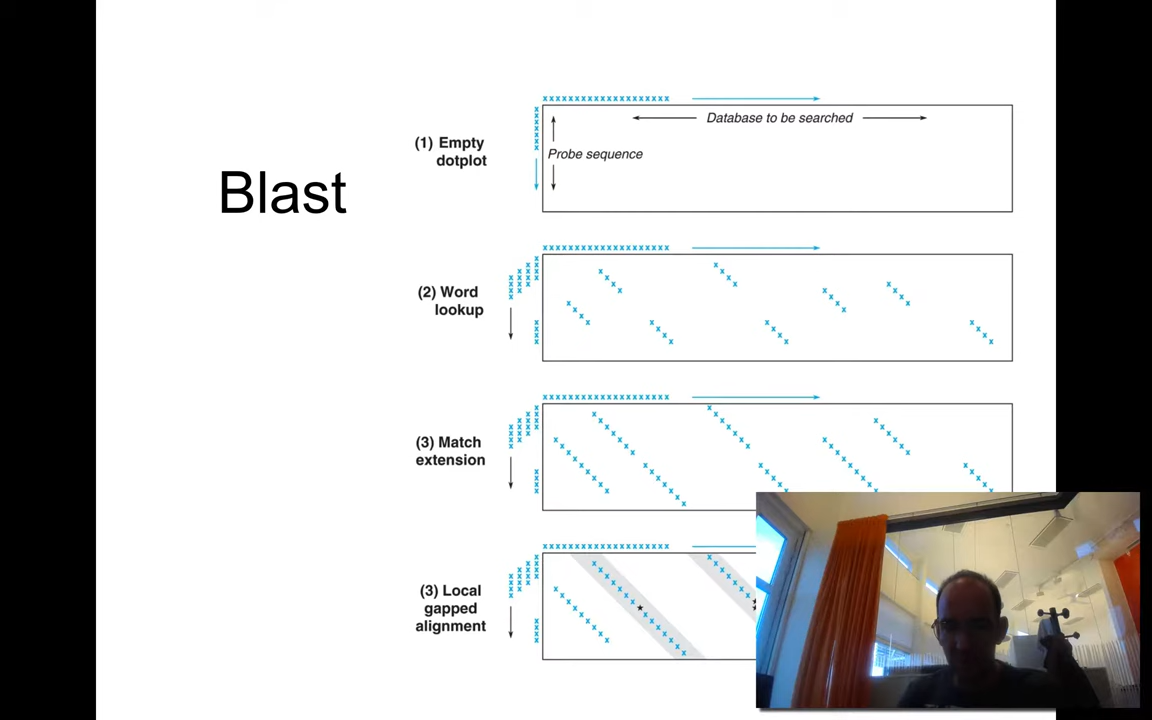 Blast
(1) Empty
dotplot
Database to be searched
Probe sequence
(2) Word
lookup
(3) Match
extension
(3) Local
gapped
alignment